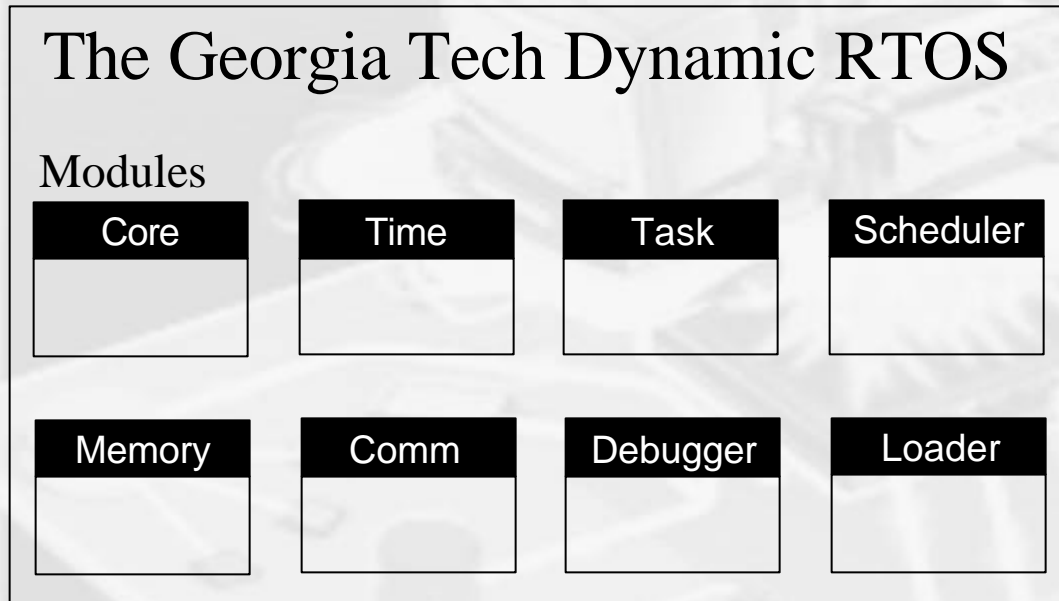 The Georgia Tech Dynamic RTOS
Modules
Core Time Task Scheduler
Memory Comm Debugger Loader